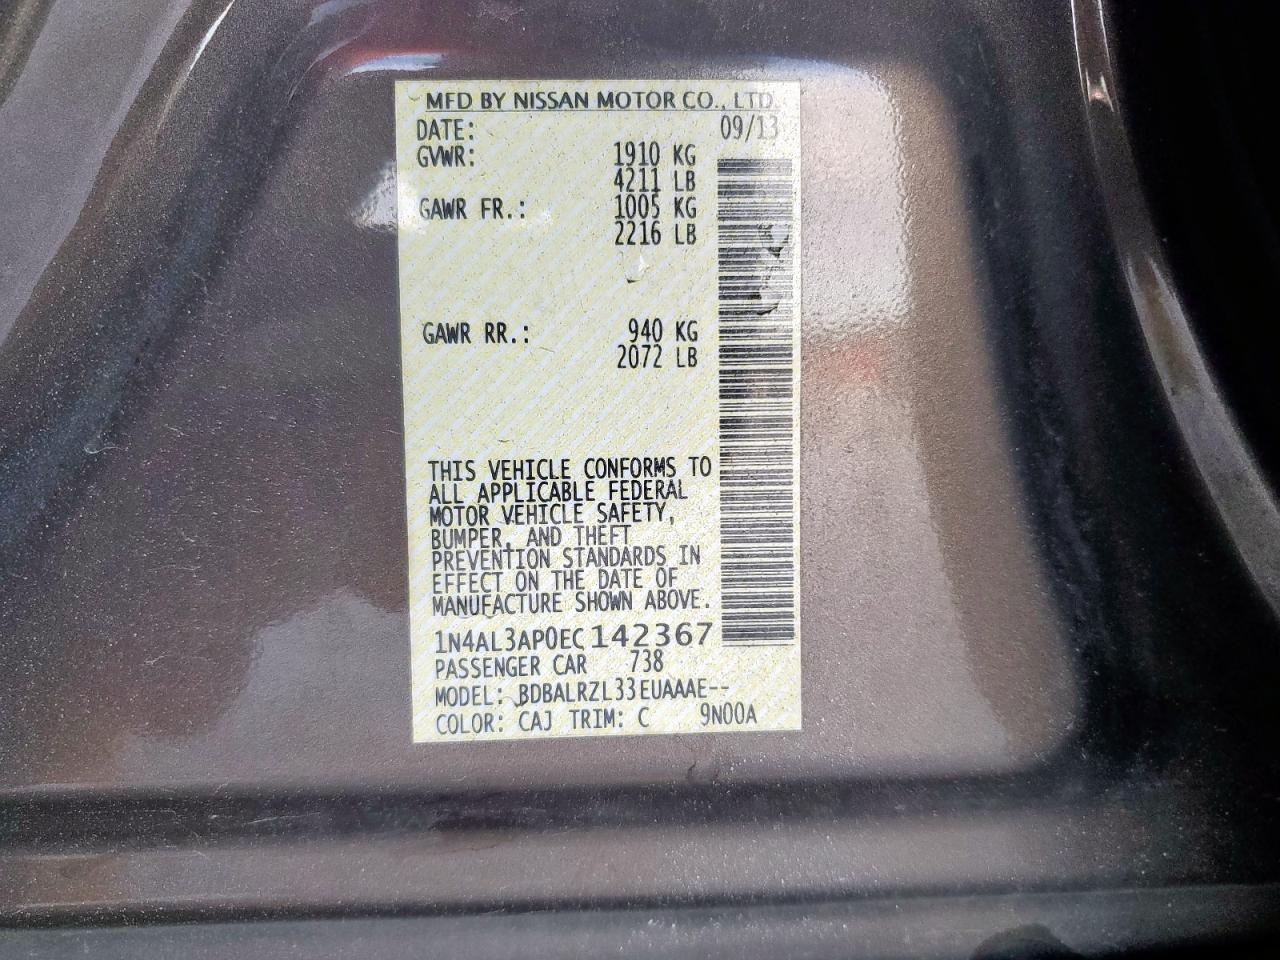 MFD BY NISSAN MOTOR CO., LTD.
DATE: 09/13
GVWR: 1910 KG
4211 LB
GAWR FR.: 1005 KG
2216 LB
GAWR RR.: 940 KG
2072 LB
THIS VEHICLE CONFORMS TO
ALL APPLICABLE FEDERAL
MOTOR VEHICLE SAFETY,
BUMPER, AND THEFT
PREVENTION STANDARDS IN
EFFECT ON THE DATE OF
MANUFACTURE SHOWN ABOVE.
1N4AL3AP0EC142367
PASSENGER CAR 738
MODEL: BDBALRZL33EUAAAE--
COLOR: CAJ TRIM: C 9N00A